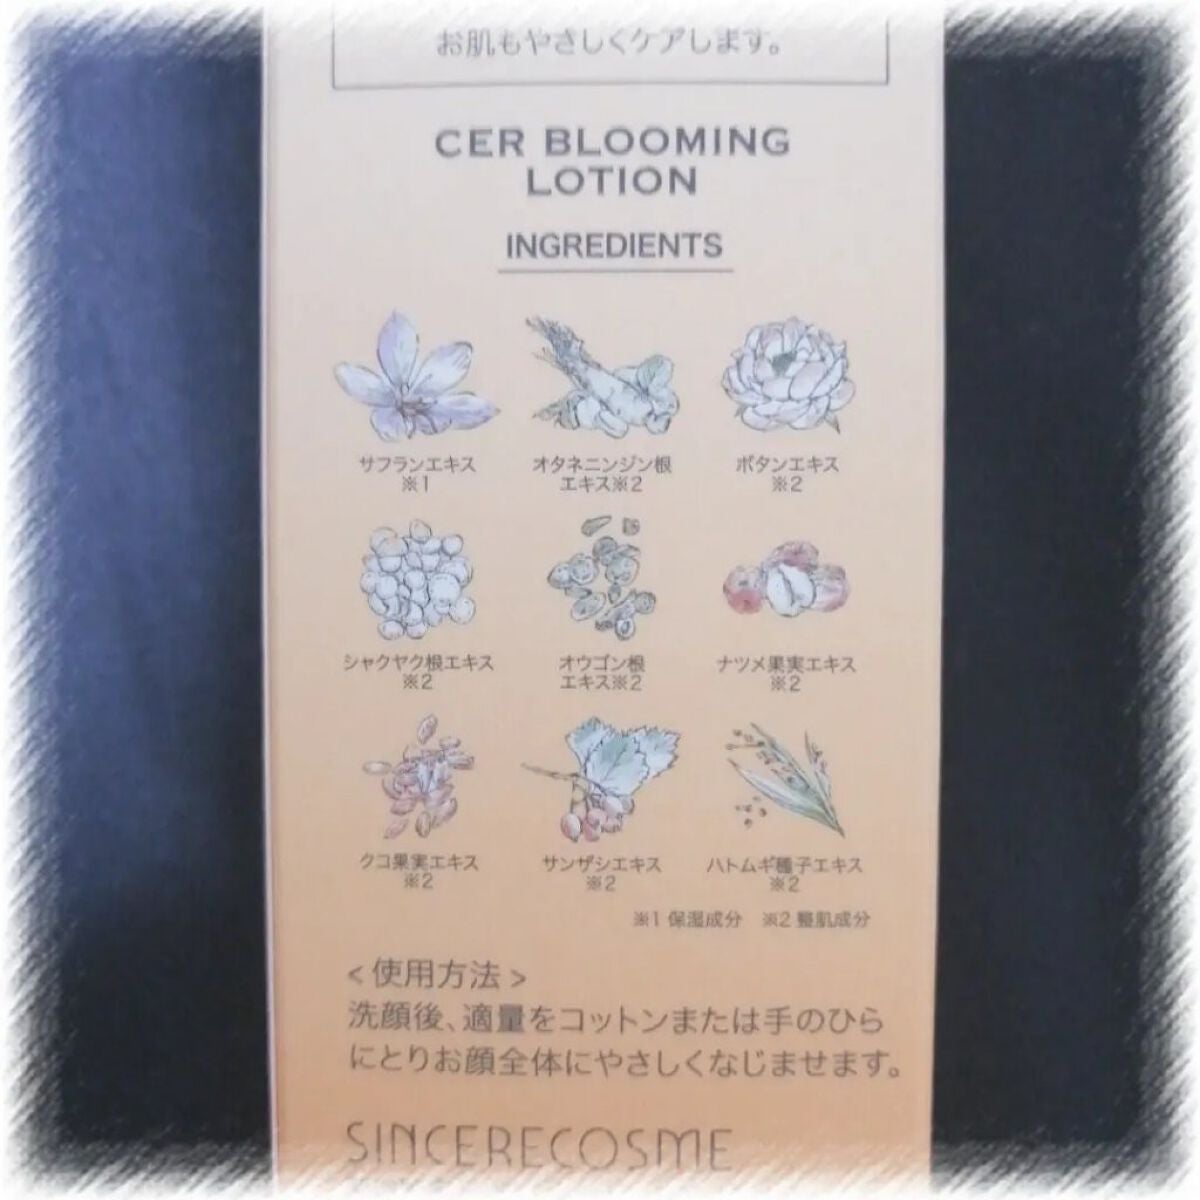 お肌もやさしくケアします。
CER BLOOMING
LOTION
INGREDIENTS
サフランエキス
※1
オタネニンジン根
エキス※2
ボタンエキス
※2
シャクヤク根エキス
※2
オウゴン根
エキス※2
ナツメ果実エキス
※2
クコ果実エキス
※2
サンザシエキス
※2
ハトムギ種子エキス
※2
※1 保湿成分 ※2 整肌成分
<使用方法>
洗顔後、適量をコットンまたは手のひら
にとりお顔全体にやさしくなじませます。
SINCERECOSME